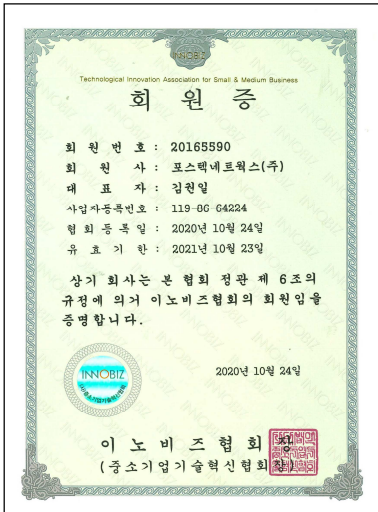 INNOBIZ
Technological Innovation Association for Small & Medium Business
회 원 증
회 원 번 호 : 20165590
회 원 사 : 포스텍네트웍스(주)
대 표 자 : 김원일
사업자등록번호 : 119-86-64224
협 회 등 록 일 : 2020년 10월 24일
유 효 기 한 : 2021년 10월 23일
상기 회사는 본 협회 정관 제 6조의
규정에 의거 이노비즈협회의 회원임을
증명합니다.
2020년 10월 24일
INNOBIZ
이 노 비 즈 협 회 장
(중소기업기술혁신협회장)